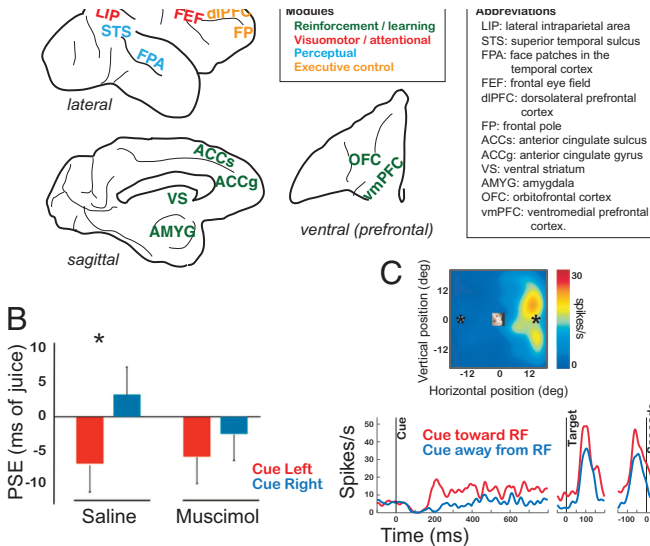 LIP
STS
FPA
FEF
dlPFC
FP
lateral
Modules
Reinforcement / learning
Visuomotor / attentional
Perceptual
Executive control
Abbreviations
LIP: lateral intraparietal area
STS: superior temporal sulcus
FPA: face patches in the
temporal cortex
FEF: frontal eye field
dlPFC: dorsolateral prefrontal
cortex
FP: frontal pole
ACCs: anterior cingulate sulcus
ACCg: anterior cingulate gyrus
VS: ventral striatum
AMYG: amygdala
OFC: orbitofrontal cortex
vmPFC: ventromedial prefrontal
cortex.
ACCs
ACCg
VS
AMYG
sagittal
OFC
vmPFC
ventral (prefrontal)
B
PSE (ms of juice)
10
5
0
-5
-10
*
Cue Left
Cue Right
Saline
Muscimol
C
Vertical position (deg)
12
0
-12
*
*
-12 0 12
Horizontal position (deg)
30
0
spikes/s
Spikes/s
50
40
30
20
10
0
Cue
Cue toward RF
Cue away from RF
0 200 400 600
Time (ms)
Target
0 100
-100 0